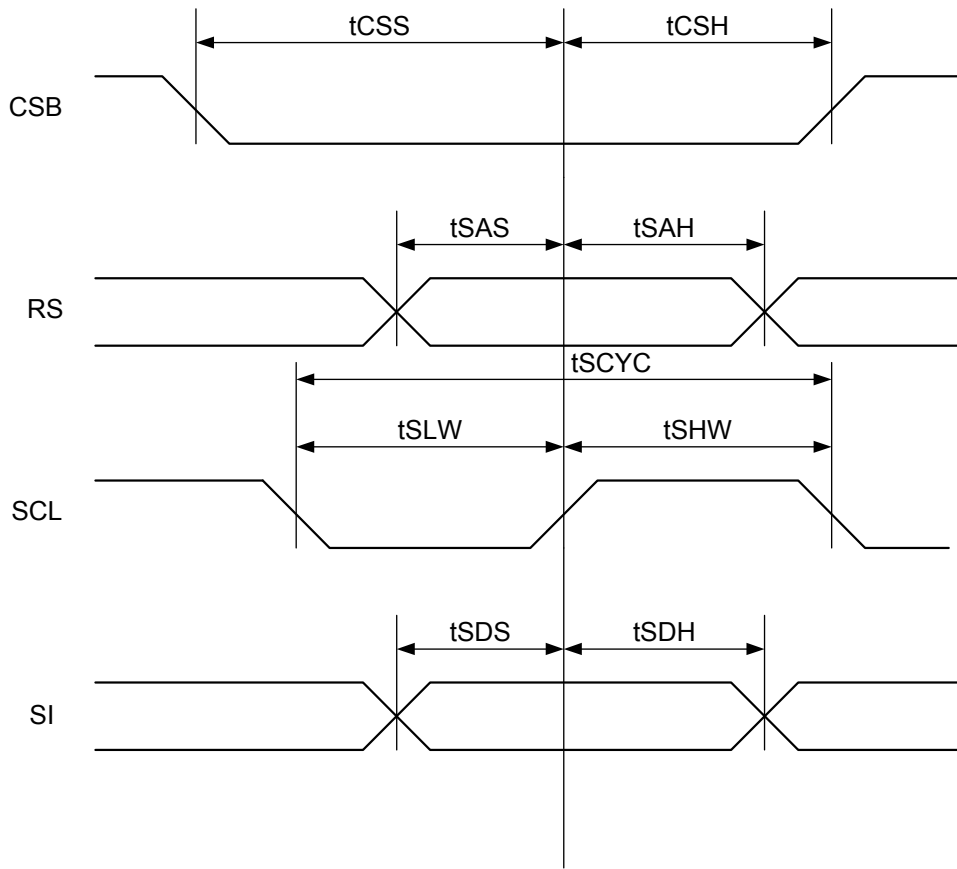 tCSS tCSH
CSB
tSAS tSAH
RS
tSCYC
tSLW tSHW
SCL
tSDS tSDH
SI